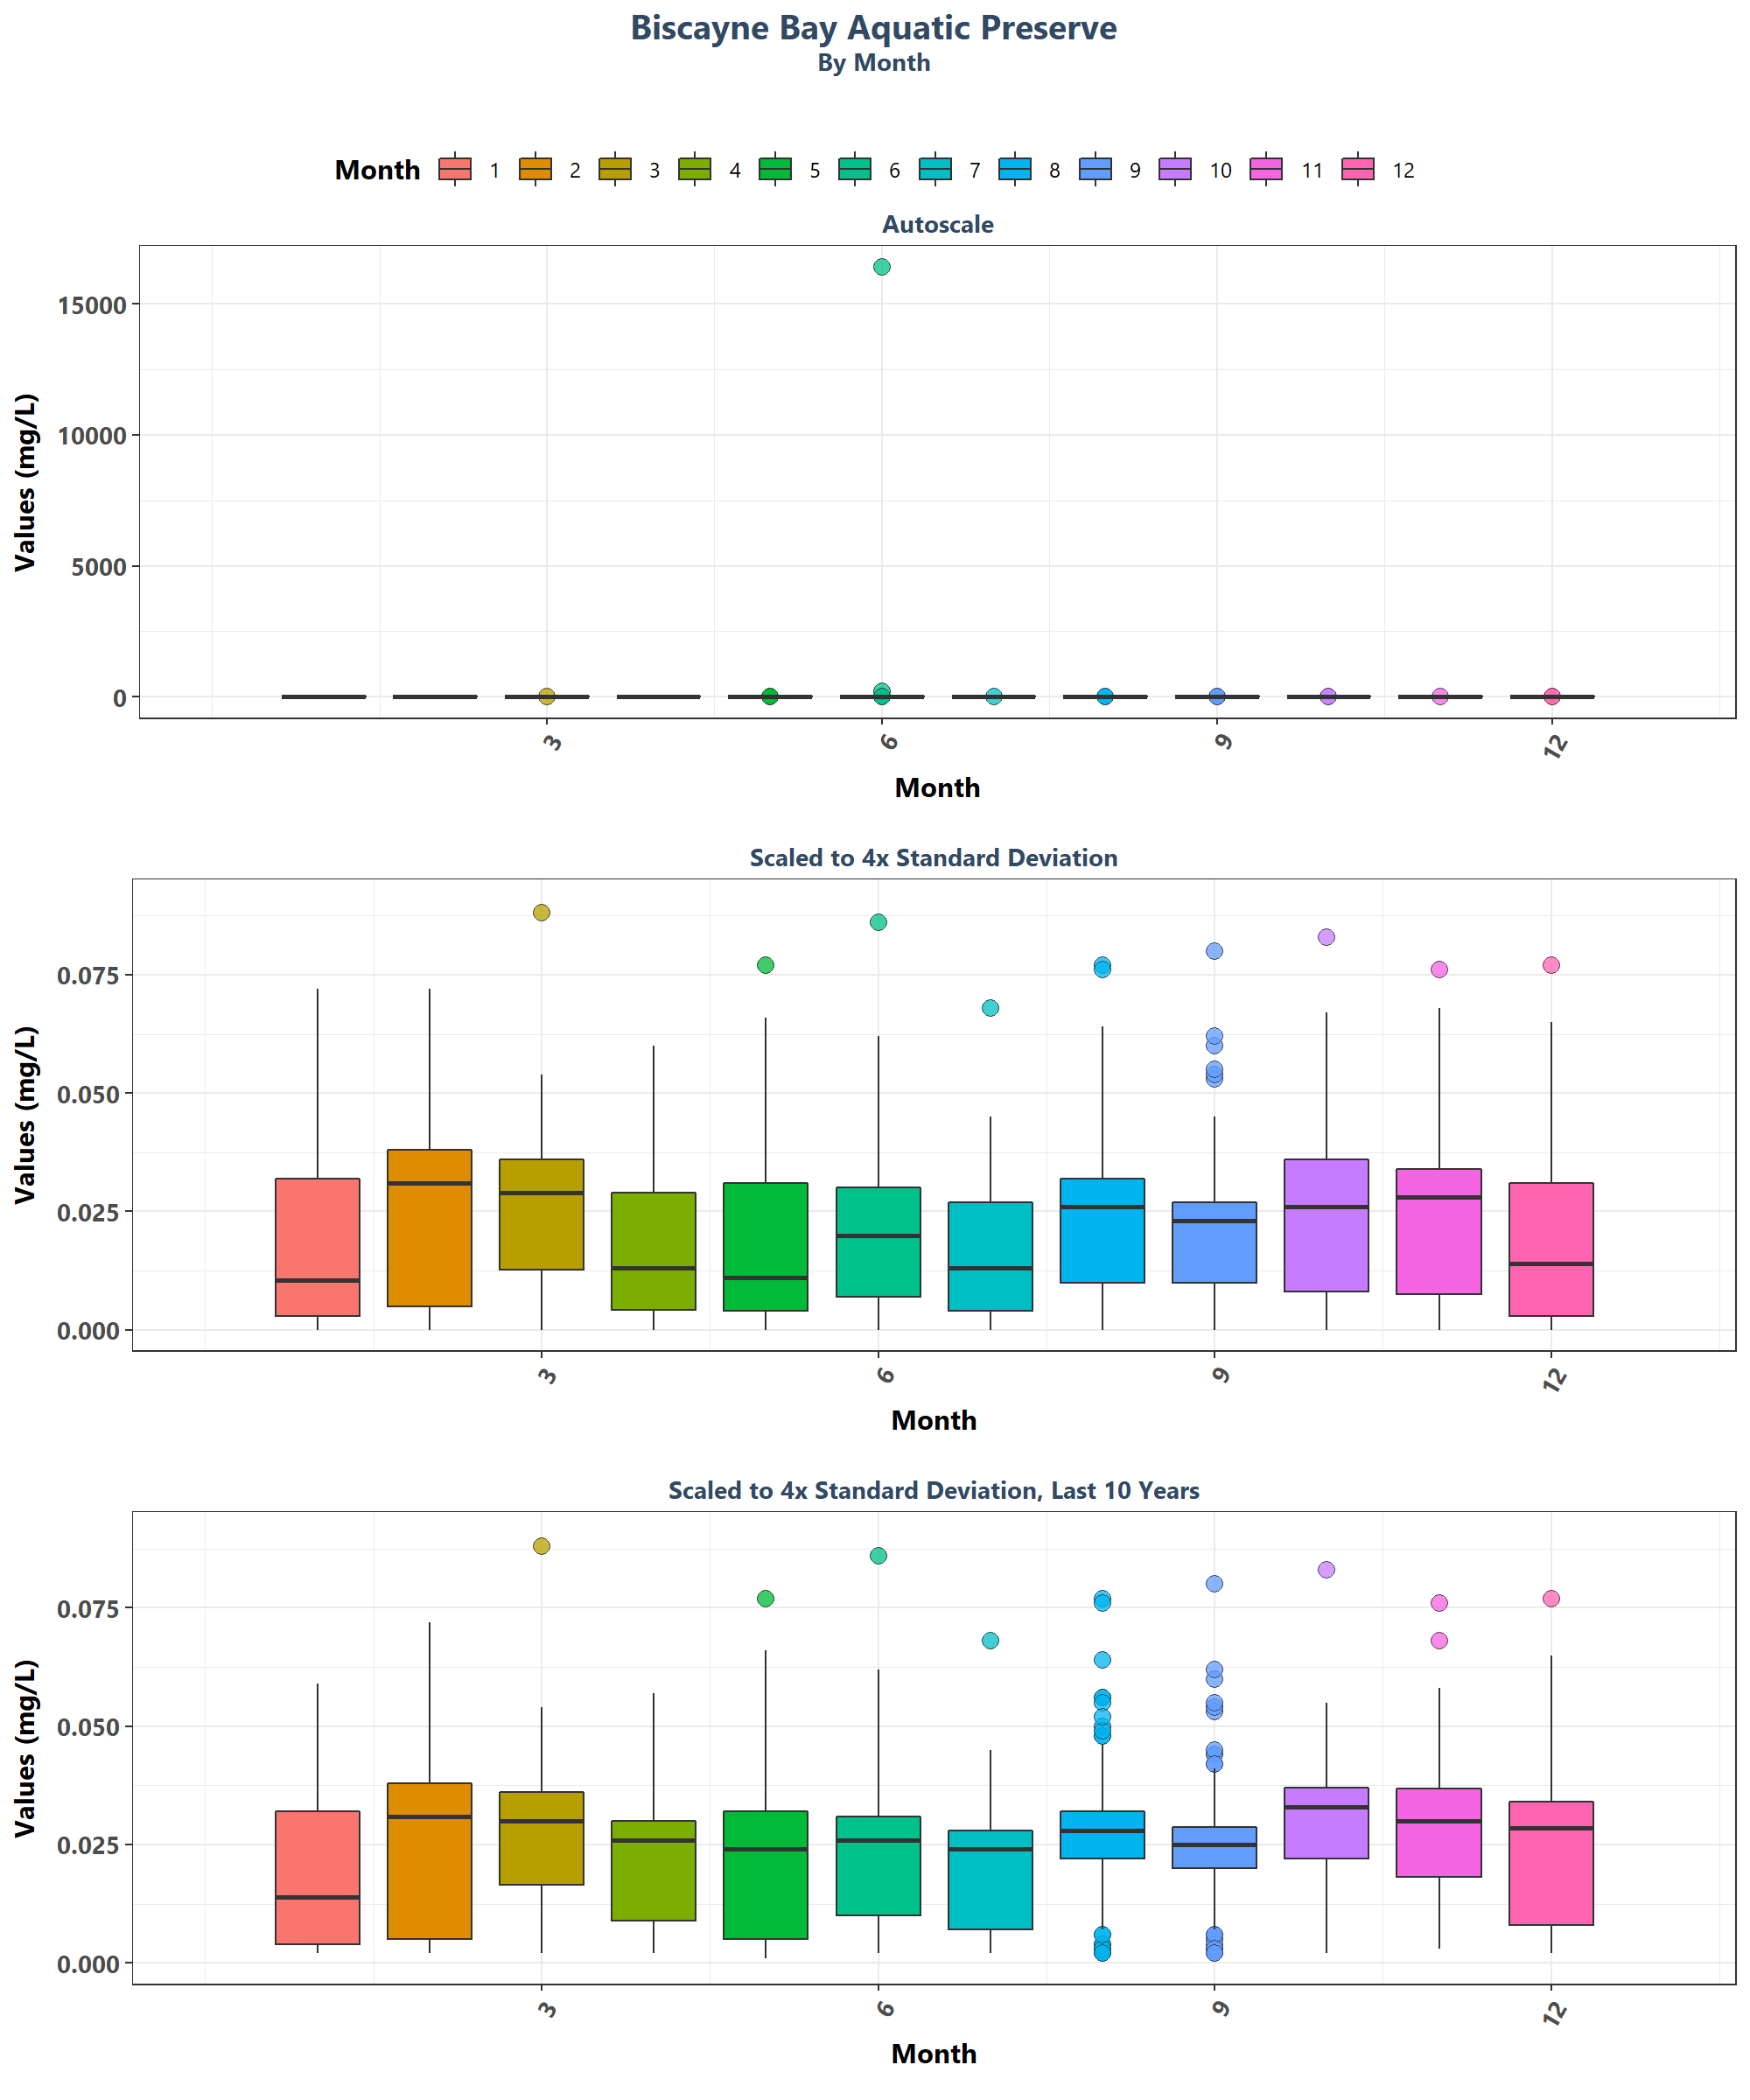 Biscayne Bay Aquatic Preserve
By Month
Month 1 2 3 4 5 6 7 8 9 10 11 12
Autoscale
Values (mg/L)
15000
10000
5000
0
3 6 9 12
Month
Scaled to 4x Standard Deviation
Values (mg/L)
0.075
0.050
0.025
0.000
3 6 9 12
Month
Scaled to 4x Standard Deviation, Last 10 Years
Values (mg/L)
0.075
0.050
0.025
0.000
3 6 9 12
Month